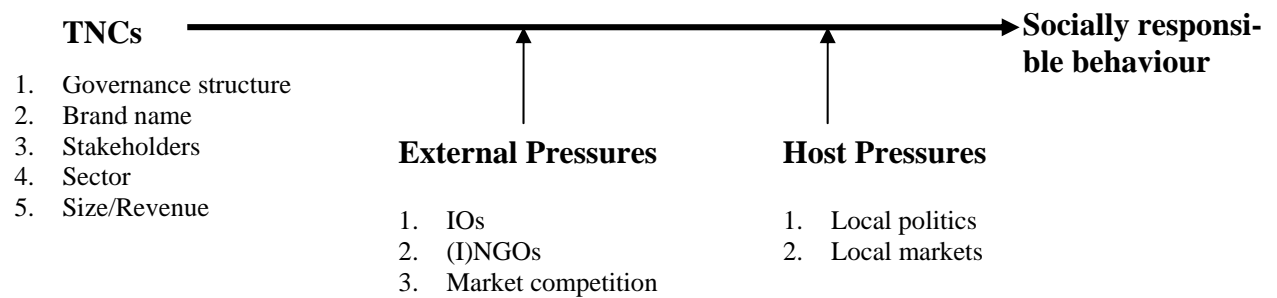 TNCs
Socially responsi-
ble behaviour
1. Governance structure
2. Brand name
3. Stakeholders
4. Sector
5. Size/Revenue
External Pressures
1. IOs
2. (I)NGOs
3. Market competition
Host Pressures
1. Local politics
2. Local markets